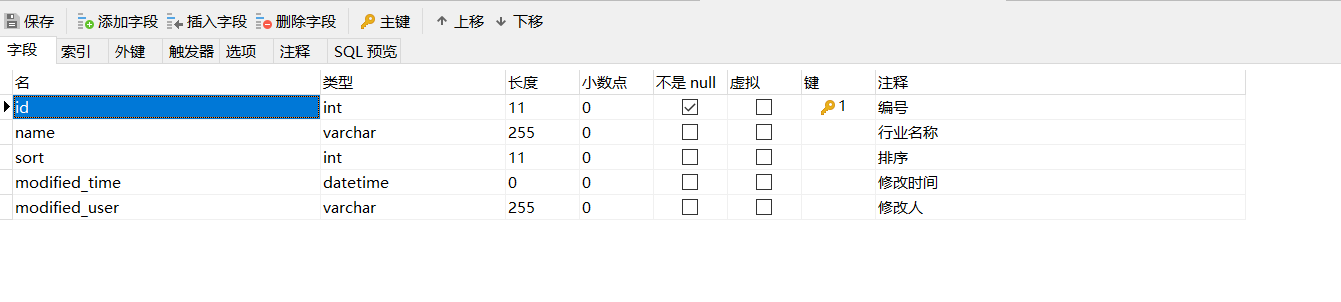 保存 添加字段 插入字段 删除字段 主键 上移 下移
字段 索引 外键 触发器 选项 注释 SQL 预览
名 类型 长度 小数点 不是 null 虚拟 键 注释
id int 11 0 1 编号
name varchar 255 0 行业名称
sort int 11 0 排序
modified_time datetime 0 0 修改时间
modified_user varchar 255 0 修改人